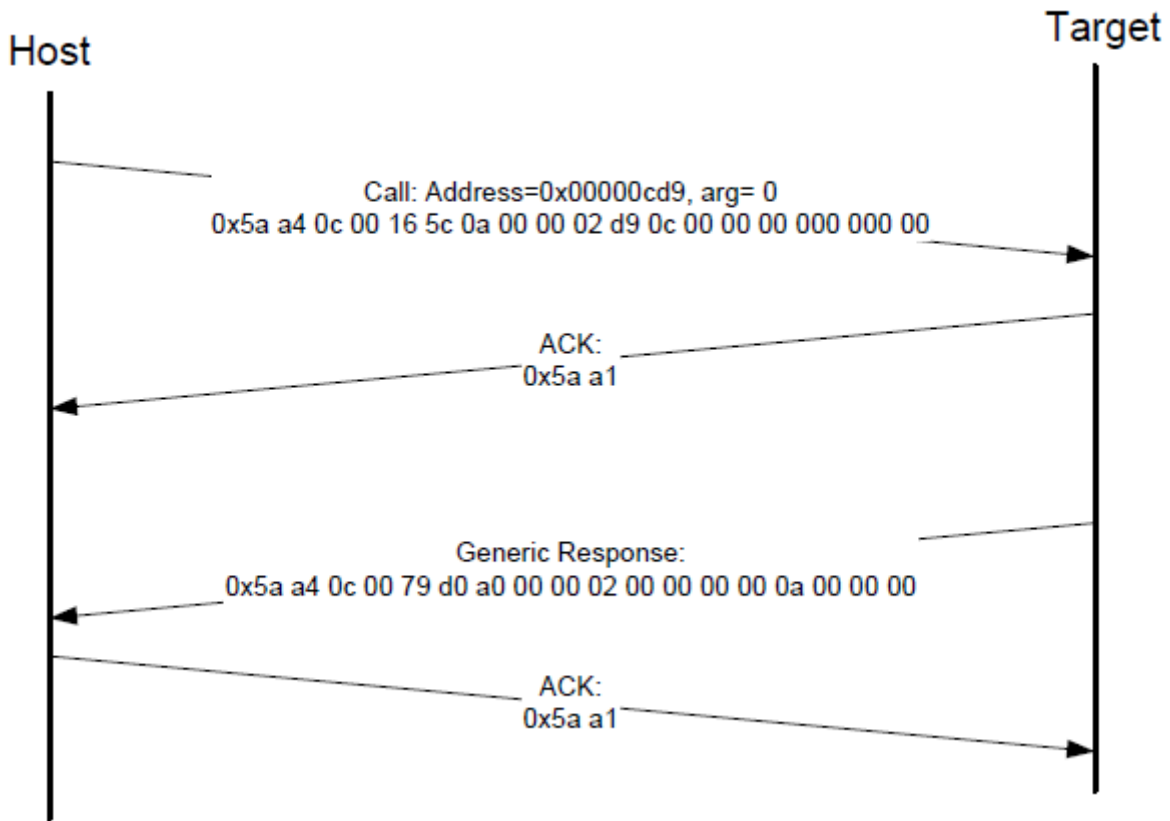 Host
Target
Call: Address=0x00000cd9, arg= 0
0x5a a4 0c 00 16 5c 0a 00 00 02 d9 0c 00 00 00 000 000 00
ACK:
0x5a a1
Generic Response:
0x5a a4 0c 00 79 d0 a0 00 00 02 00 00 00 00 0a 00 00 00
ACK:
0x5a a1